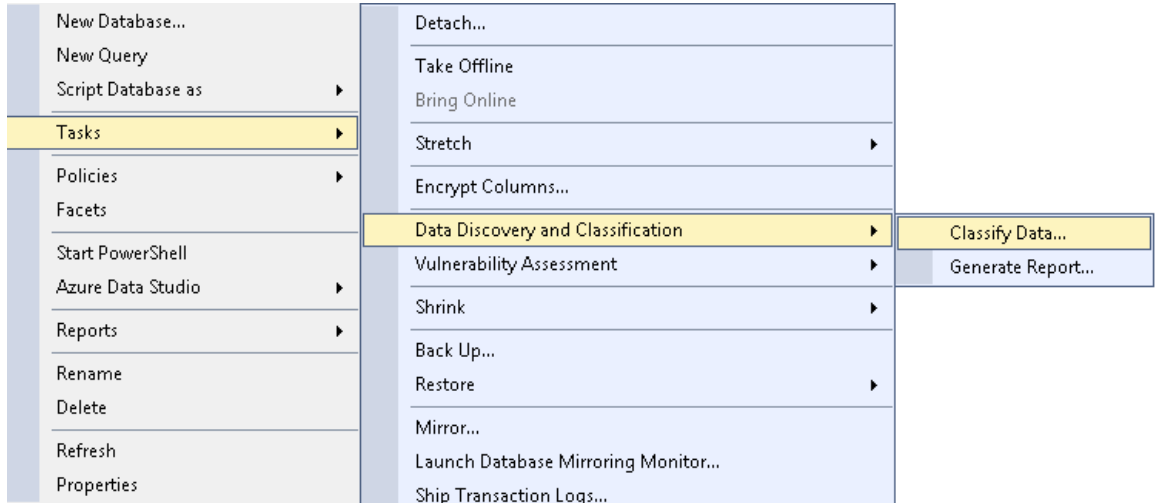 New Database...
New Query
Script Database as
Tasks
Policies
Facets
Start PowerShell
Azure Data Studio
Reports
Rename
Delete
Refresh
Properties
Detach...
Take Offline
Bring Online
Stretch
Encrypt Columns...
Data Discovery and Classification
Vulnerability Assessment
Shrink
Back Up...
Restore
Mirror...
Launch Database Mirroring Monitor...
Ship Transaction Logs...
Classify Data...
Generate Report...